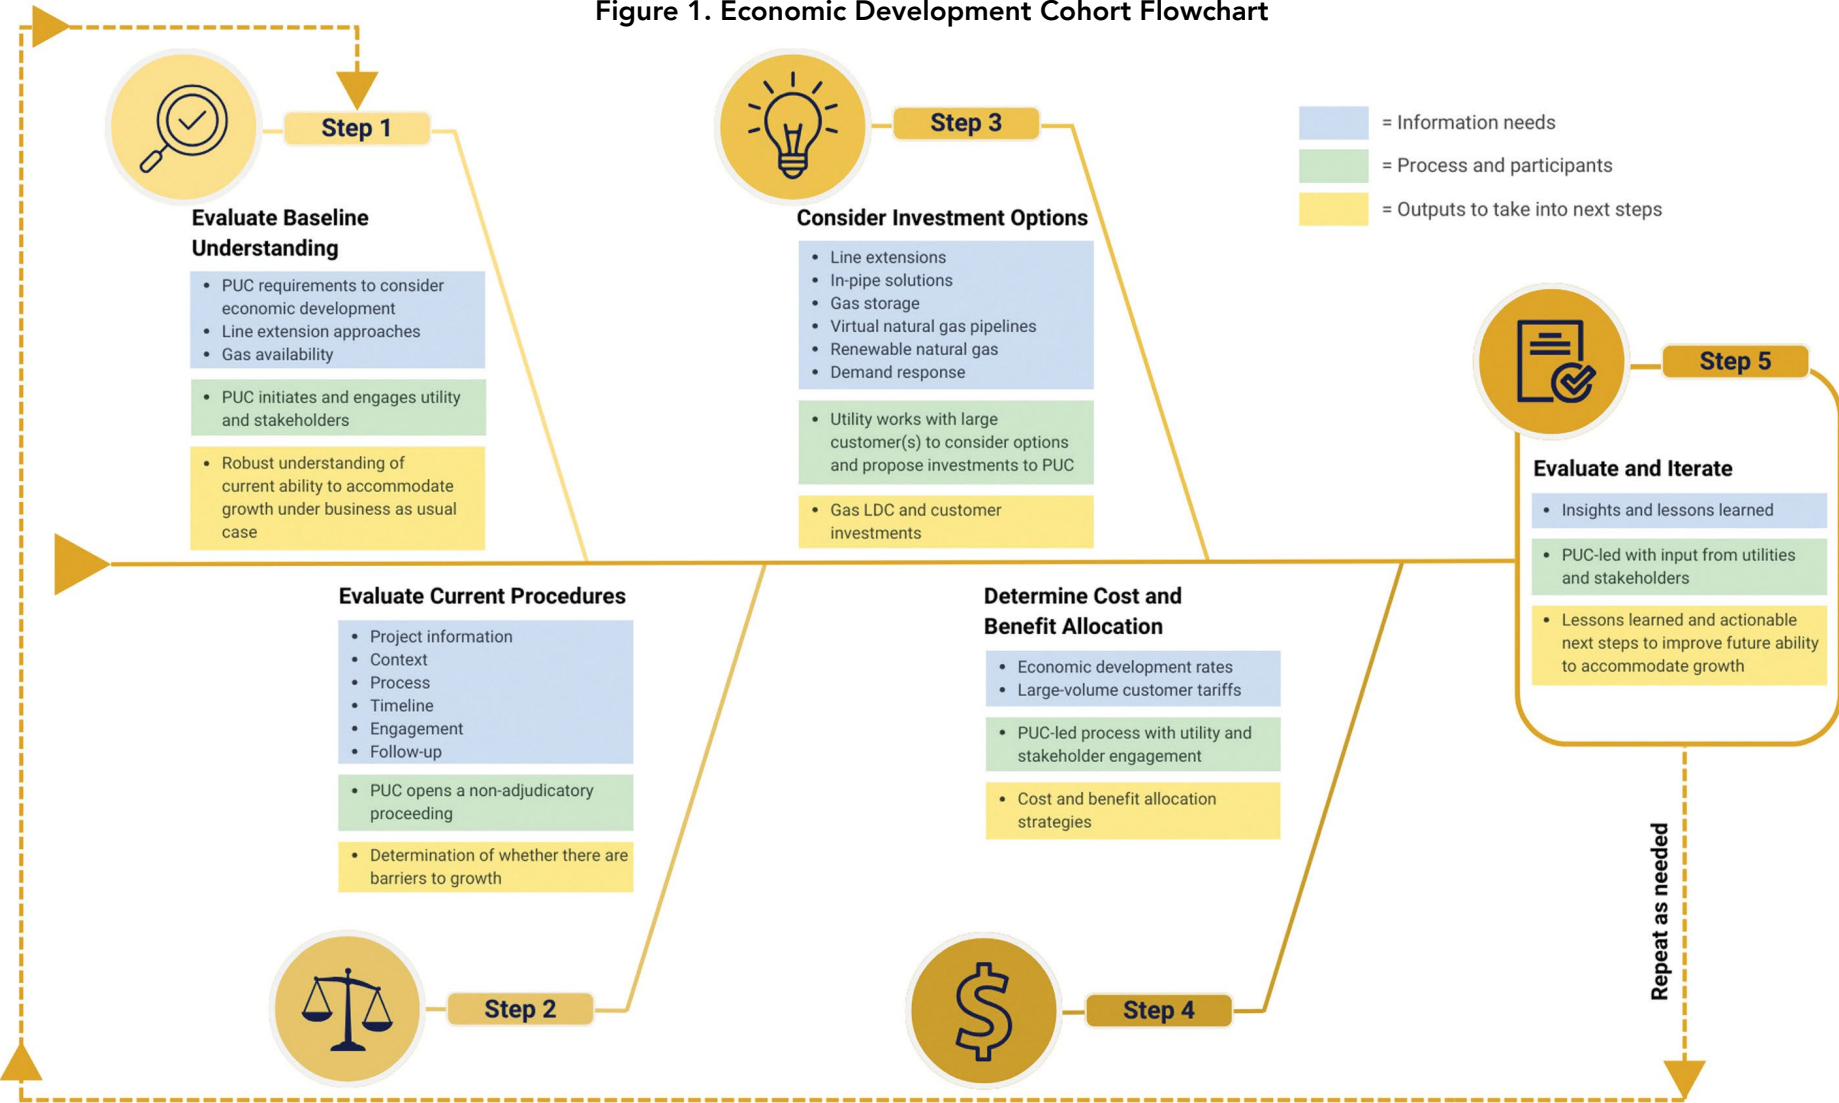 Figure 1. Economic Development Cohort Flowchart
Step 1
Evaluate Baseline
Understanding
• PUC requirements to consider
economic development
• Line extension approaches
• Gas availability
• PUC initiates and engages utility
and stakeholders
• Robust understanding of
current ability to accommodate
growth under business as usual
case
Evaluate Current Procedures
• Project information
• Context
• Process
• Timeline
• Engagement
• Follow-up
• PUC opens a non-adjudicatory
proceeding
• Determination of whether there are
barriers to growth
Step 2
Step 3
Consider Investment Options
• Line extensions
• In-pipe solutions
• Gas storage
• Virtual natural gas pipelines
• Renewable natural gas
• Demand response
• Utility works with large
customer(s) to consider options
and propose investments to PUC
• Gas LDC and customer
investments
Determine Cost and
Benefit Allocation
• Economic development rates
• Large-volume customer tariffs
• PUC-led process with utility and
stakeholder engagement
• Cost and benefit allocation
strategies
$
Step 4
= Information needs
= Process and participants
= Outputs to take into next steps
Step 5
Evaluate and Iterate
• Insights and lessons learned
• PUC-led with input from utilities
and stakeholders
• Lessons learned and actionable
next steps to improve future ability
to accommodate growth
Repeat as needed